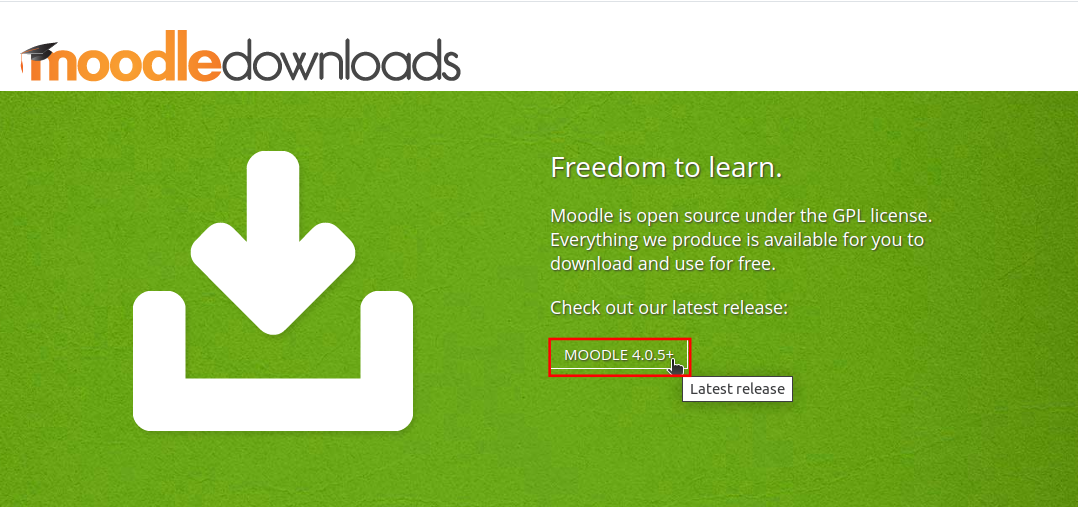 moodledownloads
Freedom to learn.
Moodle is open source under the GPL license.
Everything we produce is available for you to
download and use for free.
Check out our latest release:
MOODLE 4.0.5+
Latest release